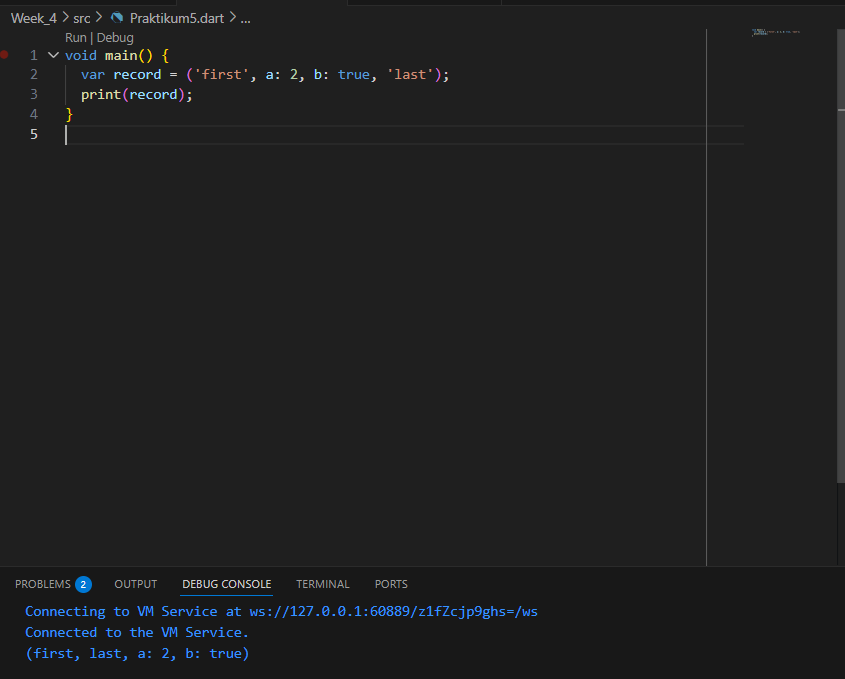 Week_4 > src > Praktikum5.dart > ...
Run | Debug
1 void main() {
2 var record = ('first', a: 2, b: true, 'last');
3 print(record);
4 }
5
PROBLEMS 2 OUTPUT DEBUG CONSOLE TERMINAL PORTS
Connecting to VM Service at ws://127.0.0.1:60889/z1fZcjp9ghs=/ws
Connected to the VM Service.
(first, last, a: 2, b: true)